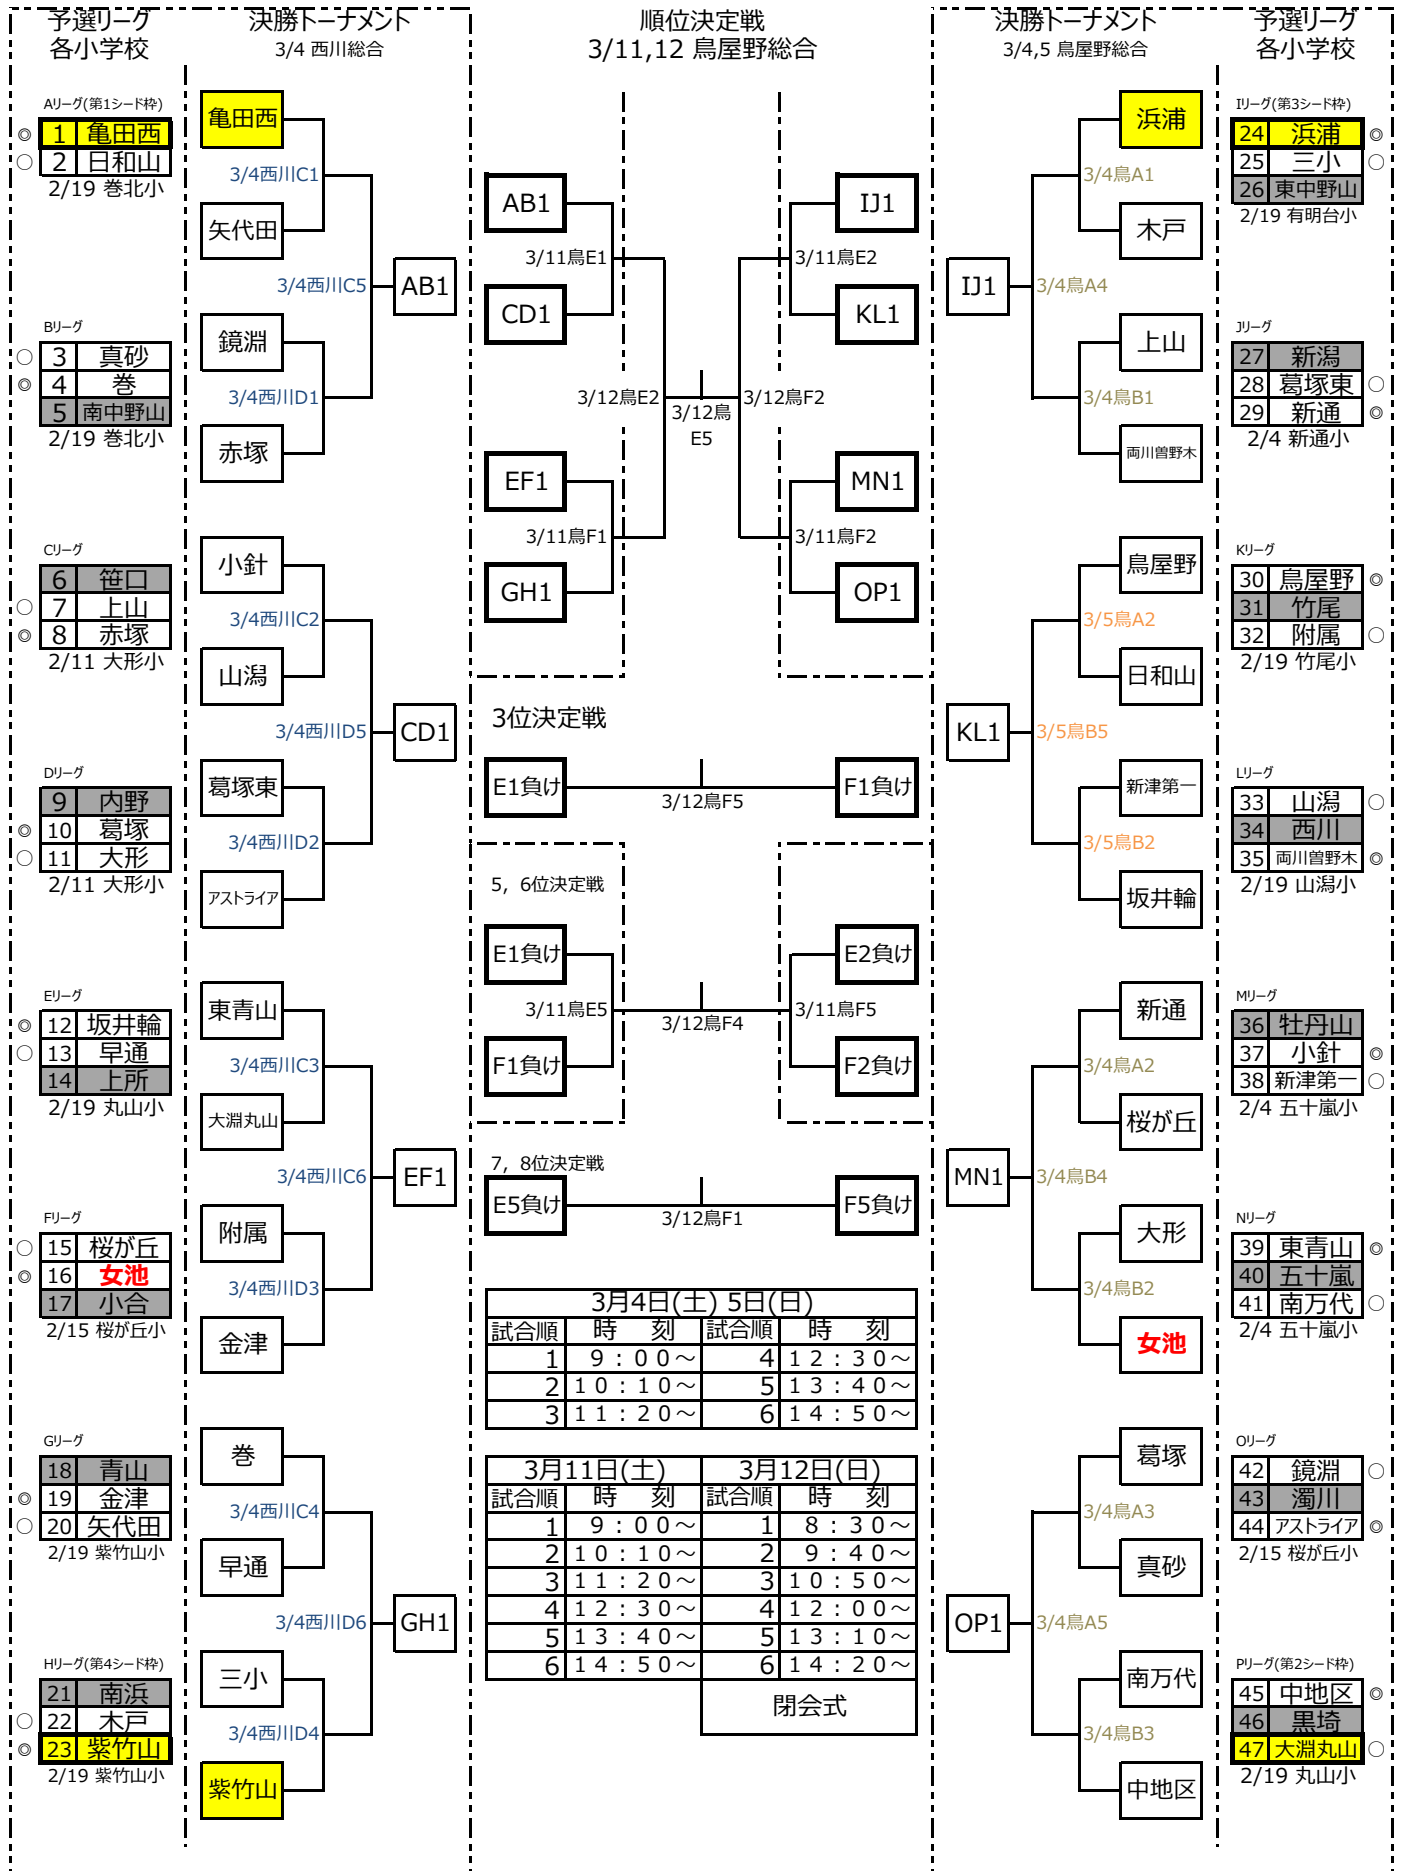 予選リーグ
各小学校
決勝トーナメント
3/4 西川総合
順位決定戦
3/11,12 鳥屋野総合
決勝トーナメント
3/4,5 鳥屋野総合
予選リーグ
各小学校
Aリーグ(第1シード枠)
◎ 1 亀田西
○ 2 日和山
2/19 巻北小
Bリーグ
○ 3 真砂
◎ 4 巻
5 南中野山
2/19 巻北小
Cリーグ
6 笹口
○ 7 上山
◎ 8 赤塚
2/11 大形小
Dリーグ
9 内野
◎ 10 葛塚
○ 11 大形
2/11 大形小
Eリーグ
◎ 12 坂井輪
○ 13 早通
14 上所
2/19 丸山小
Fリーグ
○ 15 桜が丘
◎ 16 女池
17 小合
2/15 桜が丘小
Gリーグ
18 青山
◎ 19 金津
○ 20 矢代田
2/19 紫竹山小
Hリーグ(第4シード枠)
21 南浜
○ 22 木戸
◎ 23 紫竹山
2/19 紫竹山小
亀田西
3/4西川C1
矢代田
3/4西川C5
AB1
鏡淵
3/4西川D1
赤塚
小針
3/4西川C2
山潟
3/4西川D5
CD1
葛塚東
3/4西川D2
アストライア
東青山
3/4西川C3
大淵丸山
3/4西川C6
EF1
附属
3/4西川D3
金津
巻
3/4西川C4
早通
3/4西川D6
GH1
三小
3/4西川D4
紫竹山
AB1
3/11鳥E1
CD1
3/12鳥E2
EF1
3/11鳥F1
GH1
3/12鳥
E5
IJ1
3/11鳥E2
KL1
3/12鳥F2
MN1
3/11鳥F2
OP1
3位決定戦
E1負け
3/12鳥F5
F1負け
5, 6位決定戦
E1負け
3/11鳥E5
F1負け
3/12鳥F4
E2負け
3/11鳥F5
F2負け
7, 8位決定戦
E5負け
3/12鳥F1
F5負け
3月4日(土) 5日(日)
試合順 時 刻 試合順 時 刻
1 9:00～ 4 12:30～
2 10:10～ 5 13:40～
3 11:20～ 6 14:50～
3月11日(土) 3月12日(日)
試合順 時 刻 試合順 時 刻
1 9:00～ 1 8:30～
2 10:10～ 2 9:40～
3 11:20～ 3 10:50～
4 12:30～ 4 12:00～
5 13:40～ 5 13:10～
6 14:50～ 6 14:20～
閉会式
浜浦
3/4鳥A1
木戸
IJ1
3/4鳥A4
上山
3/4鳥B1
両川曽野木
鳥屋野
3/5鳥A2
日和山
KL1
3/5鳥B5
新津第一
3/5鳥B2
坂井輪
新通
3/4鳥A2
桜が丘
MN1
3/4鳥B4
大形
3/4鳥B2
女池
葛塚
3/4鳥A3
真砂
OP1
3/4鳥A5
南万代
3/4鳥B3
中地区
Iリーグ(第3シード枠)
24 浜浦 ◎
25 三小 ○
26 東中野山
2/19 有明台小
Jリーグ
27 新潟
28 葛塚東 ○
29 新通 ◎
2/4 新通小
Kリーグ
30 鳥屋野 ◎
31 竹尾
32 附属 ○
2/19 竹尾小
Lリーグ
33 山潟 ○
34 西川
35 両川曽野木 ◎
2/19 山潟小
Mリーグ
36 牡丹山
37 小針 ◎
38 新津第一 ○
2/4 五十嵐小
Nリーグ
39 東青山 ◎
40 五十嵐
41 南万代 ○
2/4 五十嵐小
Oリーグ
42 鏡淵 ○
43 濁川
44 アストライア ◎
2/15 桜が丘小
Pリーグ(第2シード枠)
45 中地区 ◎
46 黒埼
47 大淵丸山 ○
2/19 丸山小